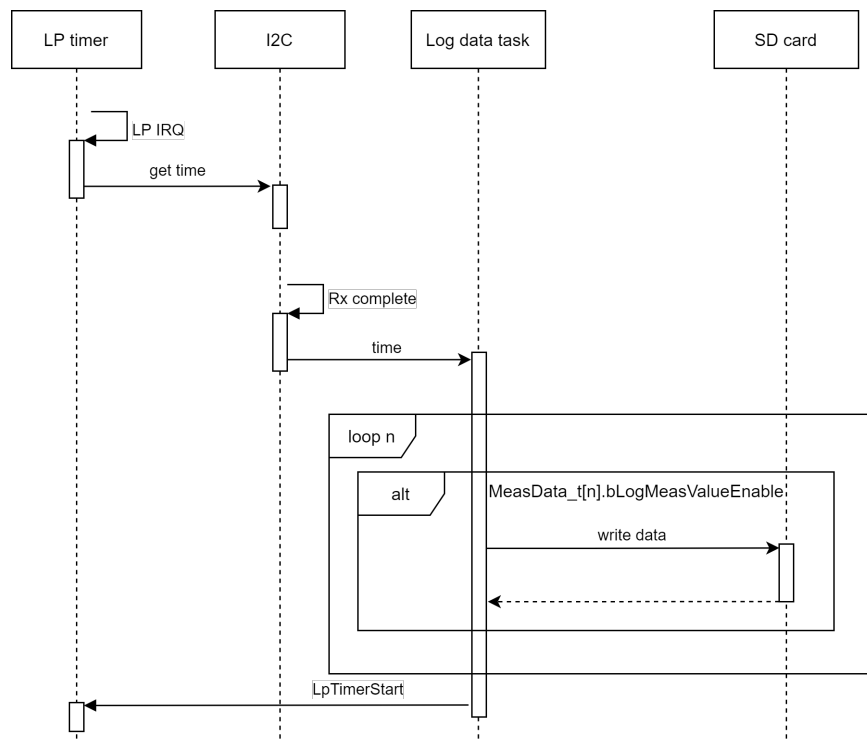 LP timer
I2C
Log data task
SD card
LP IRQ
get time
Rx complete
time
loop n
alt
MeasData_t[n].bLogMeasValueEnable
write data
LpTimerStart